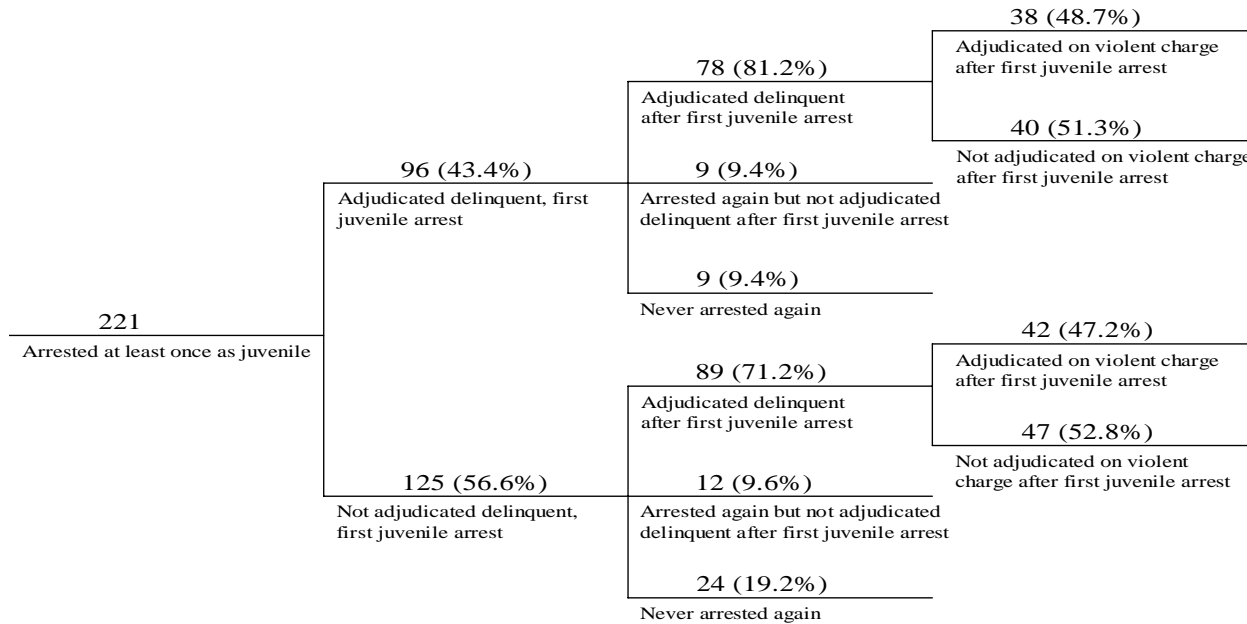 38 (48.7%)
Adjudicated on violent charge
after first juvenile arrest
78 (81.2%)
Adjudicated delinquent
after first juvenile arrest
40 (51.3%)
Not adjudicated on violent charge
after first juvenile arrest
96 (43.4%)
Adjudicated delinquent, first
juvenile arrest
9 (9.4%)
Arrested again but not adjudicated
delinquent after first juvenile arrest
9 (9.4%)
Never arrested again
221
Arrested at least once as juvenile
42 (47.2%)
Adjudicated on violent charge
after first juvenile arrest
89 (71.2%)
Adjudicated delinquent
after first juvenile arrest
47 (52.8%)
Not adjudicated on violent
charge after first juvenile arrest
125 (56.6%)
Not adjudicated delinquent,
first juvenile arrest
12 (9.6%)
Arrested again but not adjudicated
delinquent after first juvenile arrest
24 (19.2%)
Never arrested again